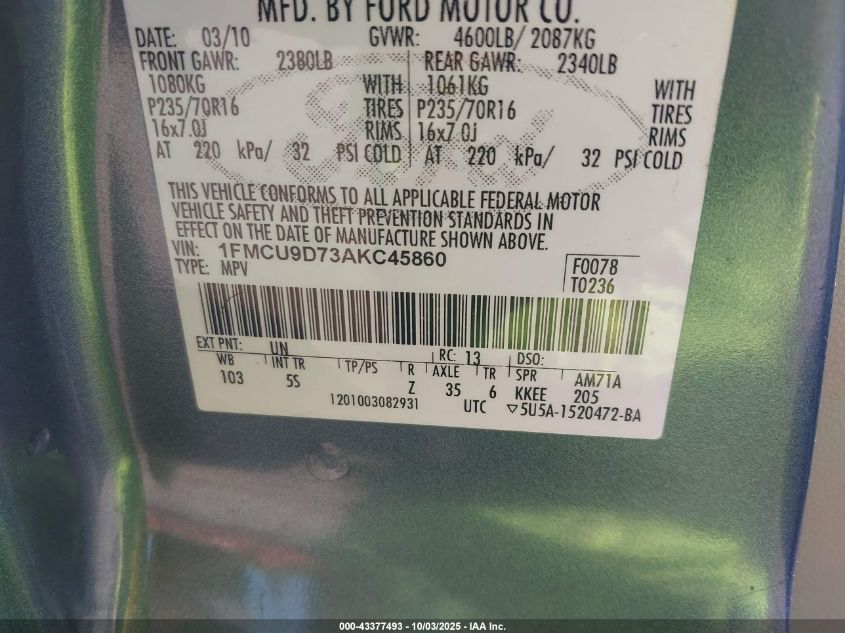 MFD. BY FORD MOTOR CO.
DATE: 03/10 GVWR: 4600LB/ 2087KG
FRONT GAWR: 2380LB REAR GAWR: 2340LB
1080KG WITH 1061KG WITH
P235/70R16 TIRES P235/70R16 TIRES
16x7.0J RIMS 16x7.0J RIMS
AT 220 kPa/ 32 PSI COLD AT 220 kPa/ 32 PSI COLD
THIS VEHICLE CONFORMS TO ALL APPLICABLE FEDERAL MOTOR
VEHICLE SAFETY AND THEFT PREVENTION STANDARDS IN
EFFECT ON THE DATE OF MANUFACTURE SHOWN ABOVE.
VIN: 1FMCU9D73AKC45860
TYPE: MPV
F0078
T0236
EXT PNT: UN RC: 13 DSO:
WB INT TR TP/PS R AXLE TR SPR AM71A
103 5S Z 35 6 KKEE 205
1201003082931 UTC ▽5U5A-1520472-BA
000-43377493 - 10/03/2025 - IAA Inc.